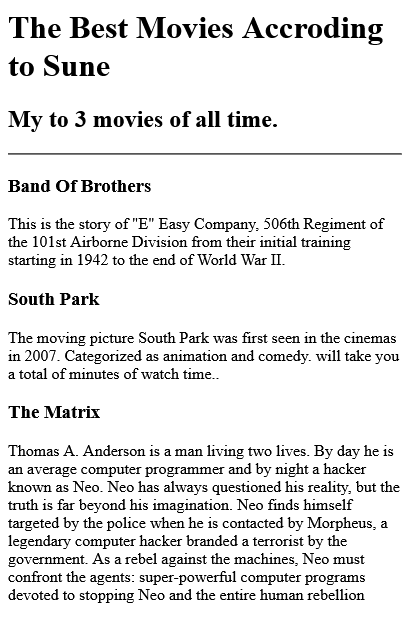 The Best Movies Accroding
to Sune
My to 3 movies of all time.
Band Of Brothers
This is the story of "E" Easy Company, 506th Regiment of
the 101st Airborne Division from their initial training
starting in 1942 to the end of World War II.
South Park
The moving picture South Park was first seen in the cinemas
in 2007. Categorized as animation and comedy. will take you
a total of minutes of watch time..
The Matrix
Thomas A. Anderson is a man living two lives. By day he is
an average computer programmer and by night a hacker
known as Neo. Neo has always questioned his reality, but the
truth is far beyond his imagination. Neo finds himself
targeted by the police when he is contacted by Morpheus, a
legendary computer hacker branded a terrorist by the
government. As a rebel against the machines, Neo must
confront the agents: super-powerful computer programs
devoted to stopping Neo and the entire human rebellion